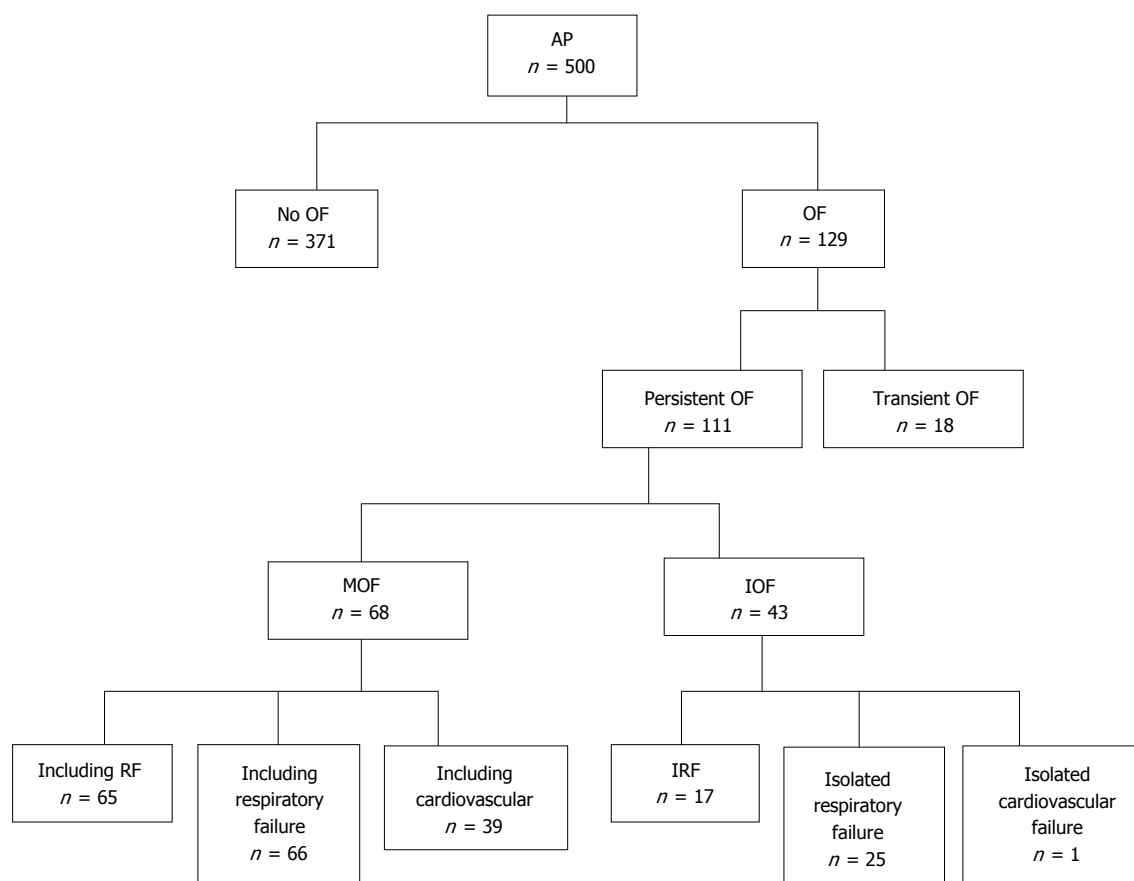 AP
n = 500
No OF
n = 371
OF
n = 129
Persistent OF
n = 111
Transient OF
n = 18
MOF
n = 68
IOF
n = 43
Including RF
n = 65
Including
respiratory
failure
n = 66
Including
cardiovascular
n = 39
IRF
n = 17
Isolated
respiratory
failure
n = 25
Isolated
cardiovascular
failure
n = 1